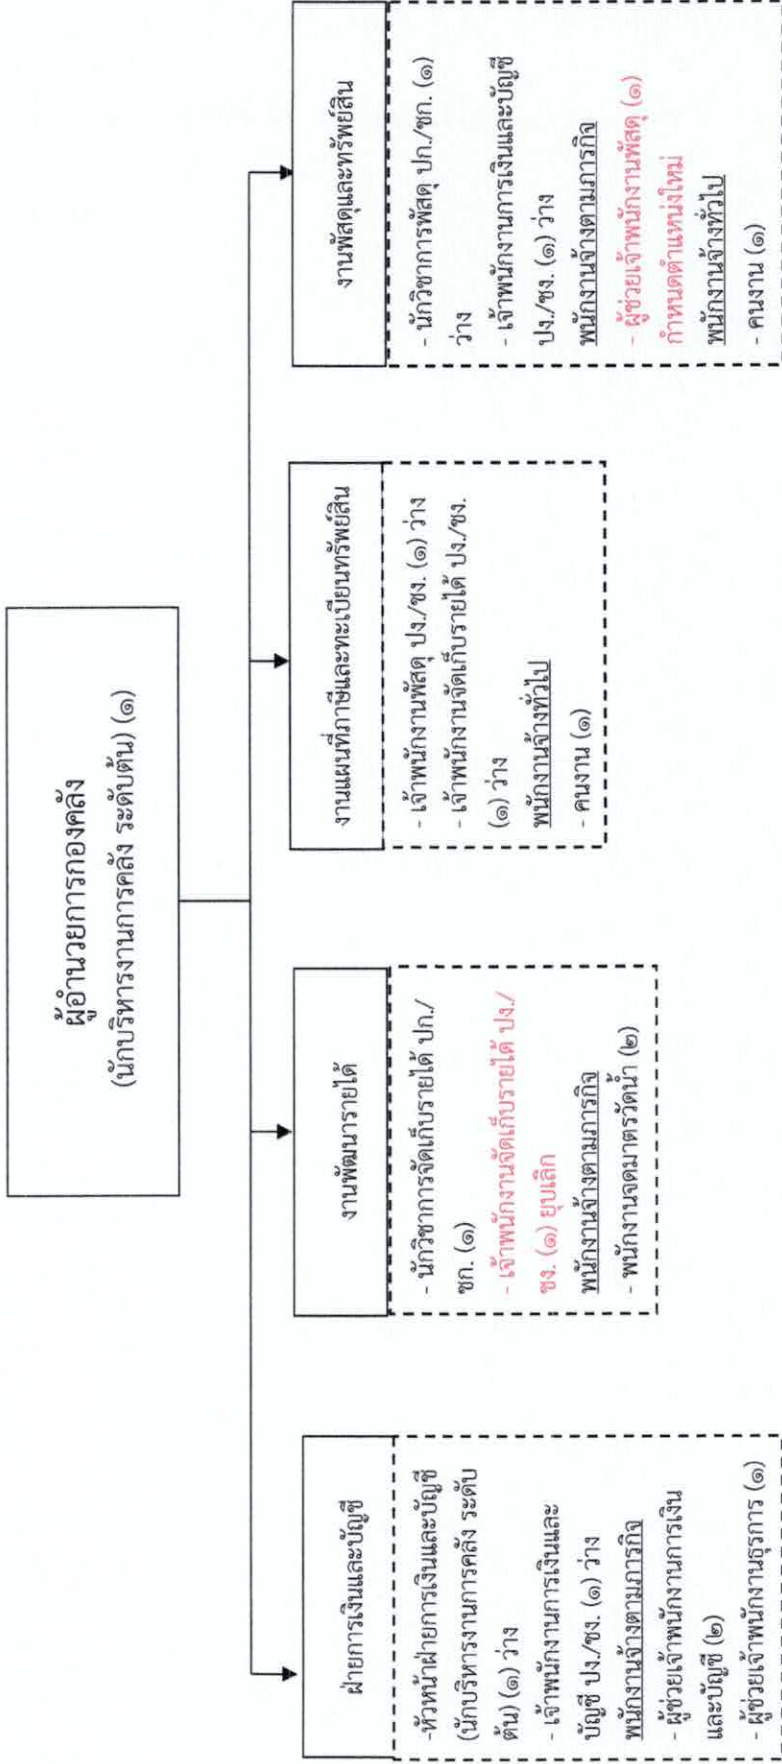 ผู้อำนวยการกองคลัง
(นักบริหารงานการคลัง ระดับต้น) (๑)
ฝ่ายการเงินและบัญชี
-หัวหน้าฝ่ายการเงินและบัญชี
(นักบริหารงานการคลัง ระดับ
ต้น) (๑) ว่าง
- เจ้าพนักงานการเงินและ
บัญชี ปง./ชง. (๑) ว่าง
พนักงานจ้างตามภารกิจ
- ผู้ช่วยเจ้าพนักงานการเงิน
และบัญชี (๒)
- ผู้ช่วยเจ้าพนักงานธุรการ (๑)
งานพัฒนารายได้
- นักวิชาการจัดเก็บรายได้ ปก./
ชก. (๑)
- เจ้าพนักงานจัดเก็บรายได้ ปง./
ชง. (๑) ยุบเลิก
พนักงานจ้างตามภารกิจ
- พนักงานจดมาตรวัดน้ำ (๒)
งานแผนที่ภาษีและทะเบียนทรัพย์สิน
- เจ้าพนักงานพัสดุ ปง./ชง. (๑) ว่าง
- เจ้าพนักงานจัดเก็บรายได้ ปง./ชง.
(๑) ว่าง
พนักงานจ้างทั่วไป
- คนงาน (๑)
งานพัสดุและทรัพย์สิน
- นักวิชาการพัสดุ ปก./ชก. (๑)
ว่าง
- เจ้าพนักงานการเงินและบัญชี
ปง./ชง. (๑) ว่าง
พนักงานจ้างตามภารกิจ
- ผู้ช่วยเจ้าพนักงานพัสดุ (๑)
กำหนดตำแหน่งใหม่
พนักงานจ้างทั่วไป
- คนงาน (๑)